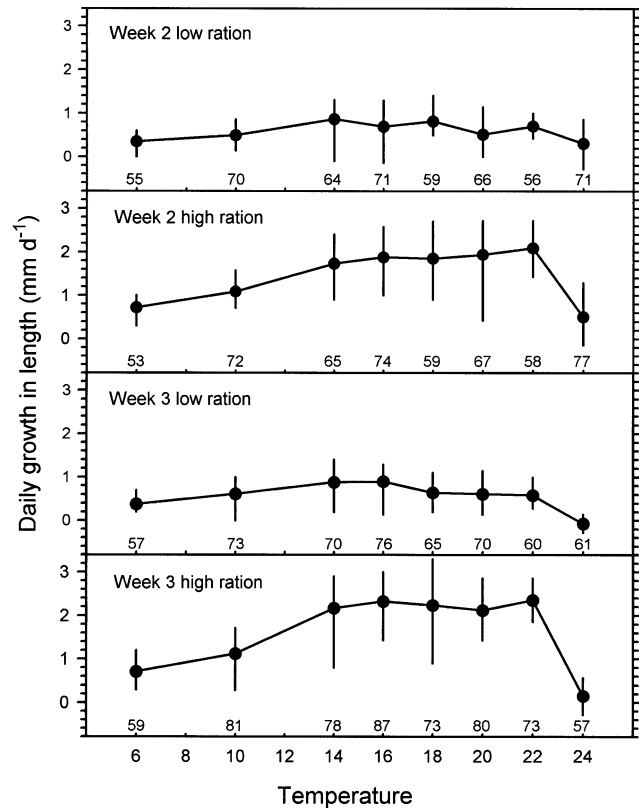 Week 2 low ration
3
2
1
0
55 70 64 71 59 66 56 71
Week 2 high ration
3
2
1
0
53 72 65 74 59 67 58 77
Week 3 low ration
3
2
1
0
57 73 70 76 65 70 60 61
Week 3 high ration
3
2
1
0
59 81 78 87 73 80 73 57
6 8 10 12 14 16 18 20 22 24
Temperature
Daily growth in length (mm d⁻¹)